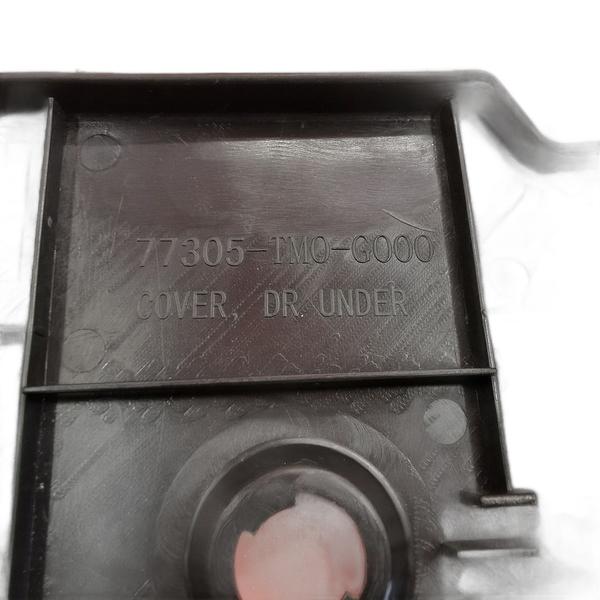 77305-TM0-G000
COVER, DR UNDER